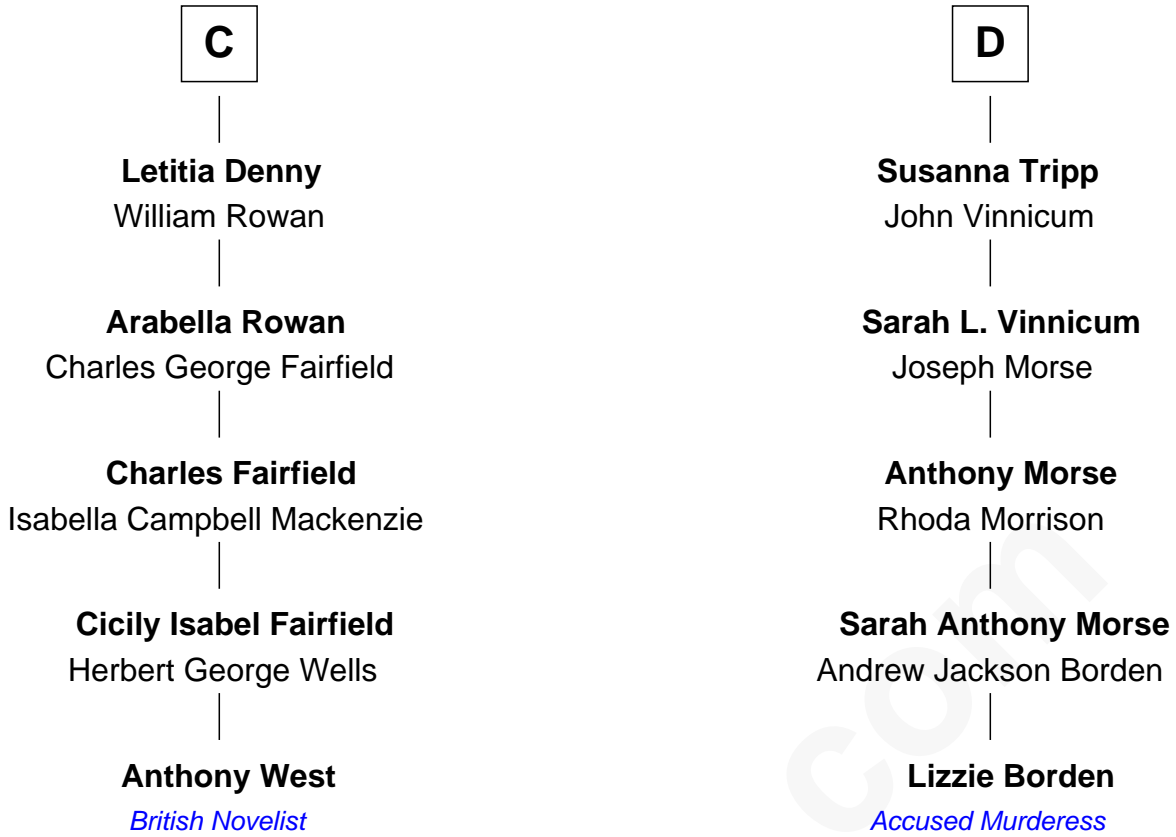 C
Letitia Denny
William Rowan
Arabella Rowan
Charles George Fairfield
Charles Fairfield
Isabella Campbell Mackenzie
Cicily Isabel Fairfield
Herbert George Wells
Anthony West
British Novelist
D
Susanna Tripp
John Vinnicum
Sarah L. Vinnicum
Joseph Morse
Anthony Morse
Rhoda Morrison
Sarah Anthony Morse
Andrew Jackson Borden
Lizzie Borden
Accused Murderess
com